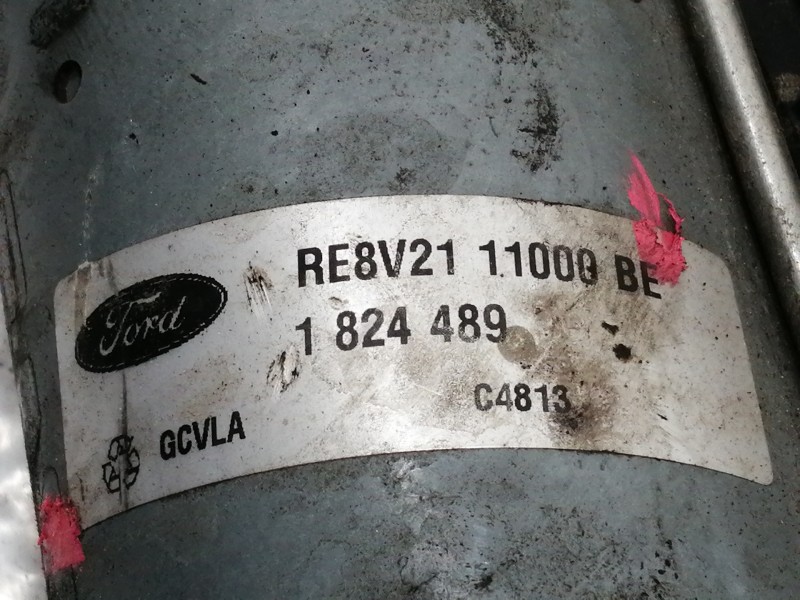 Ford
RE8V21 11000 BE
1 824 489
C4813
GCVLA